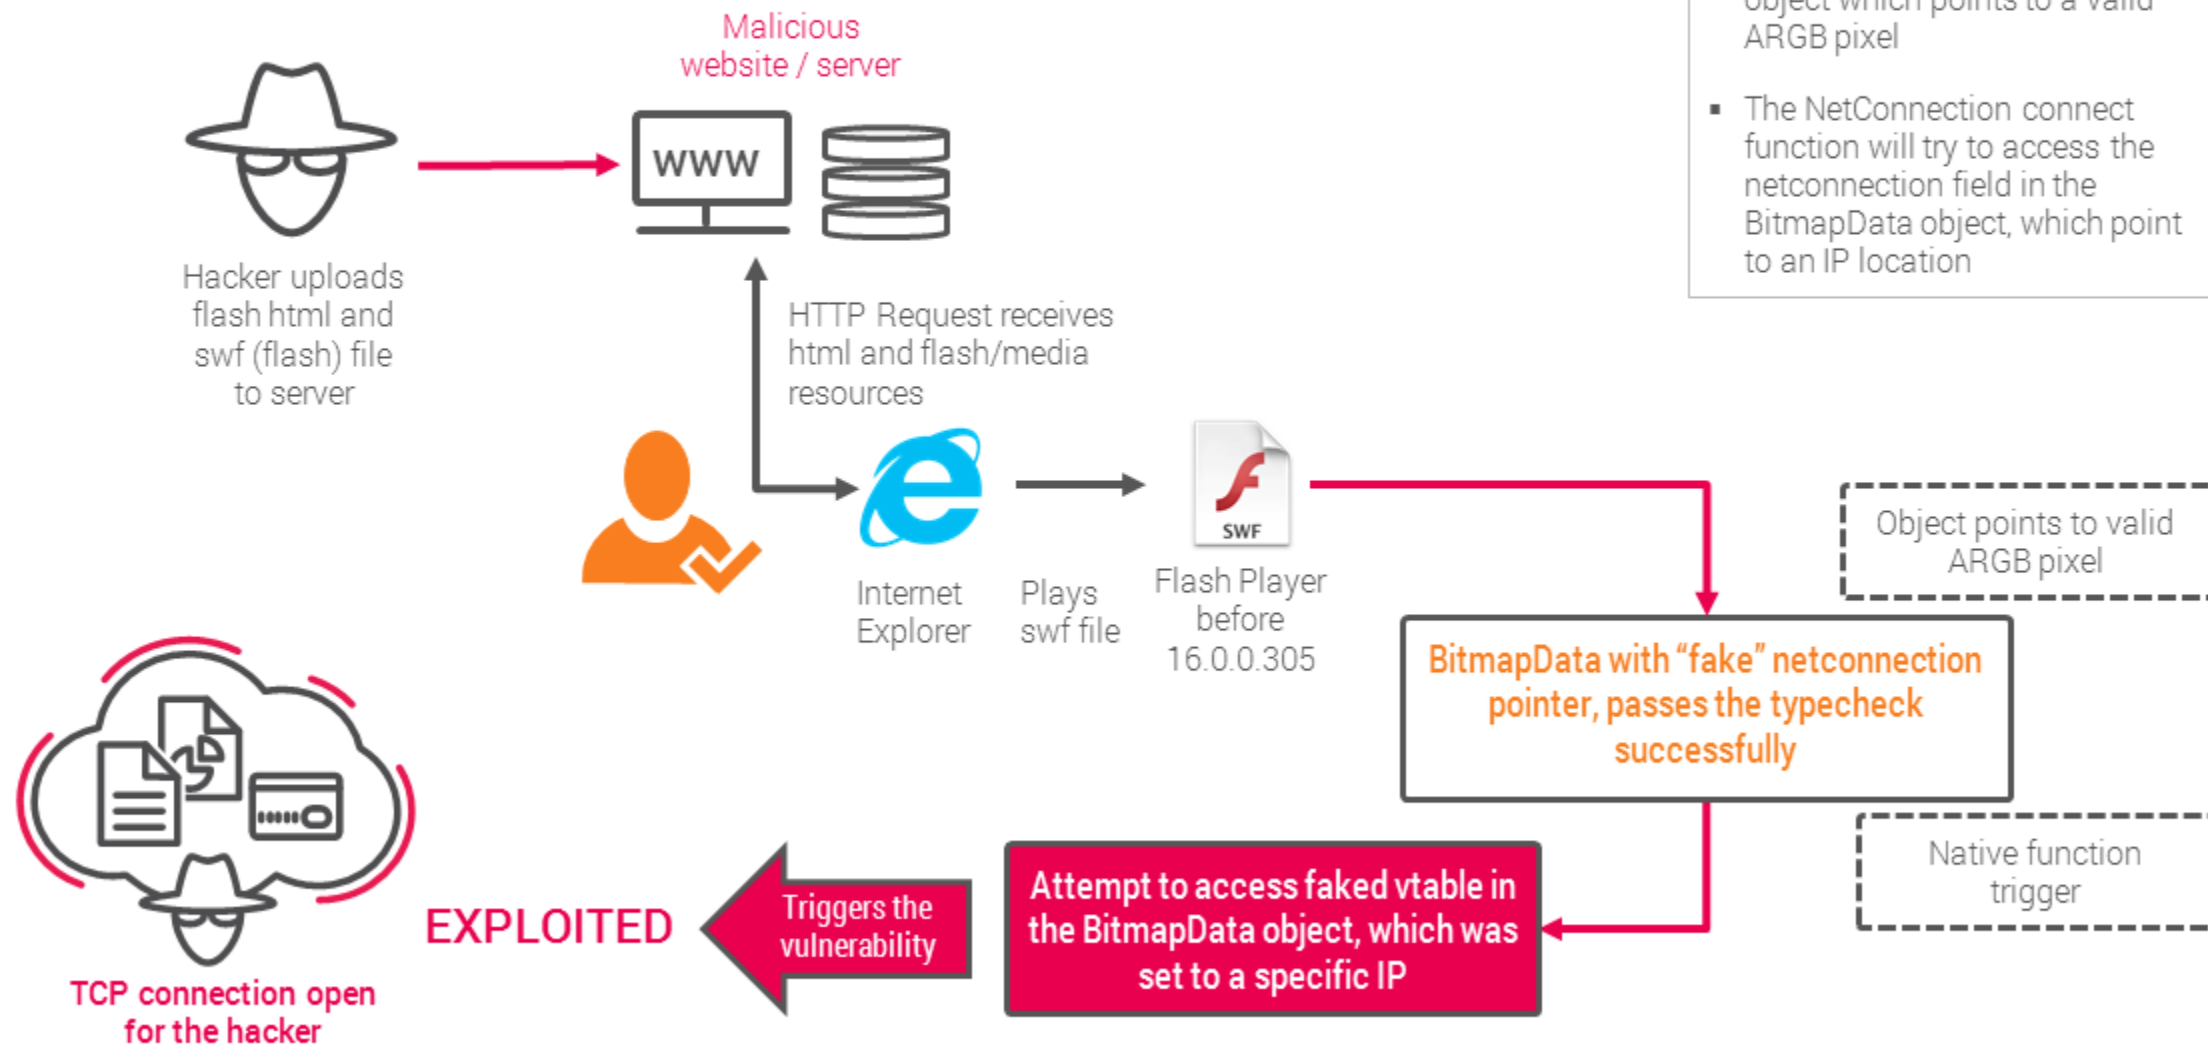 Malicious
website / server
object which points to a valid
ARGB pixel
▪ The NetConnection connect
function will try to access the
netconnection field in the
BitmapData object, which point
to an IP location
www
Hacker uploads
flash html and
swf (flash) file
to server
HTTP Request receives
html and flash/media
resources
SWF
Internet
Explorer
Plays
swf file
Flash Player
before
16.0.0.305
Object points to valid
ARGB pixel
BitmapData with “fake” netconnection
pointer, passes the typecheck
successfully
Native function
trigger
Attempt to access faked vtable in
the BitmapData object, which was
set to a specific IP
Triggers the
vulnerability
EXPLOITED
TCP connection open
for the hacker